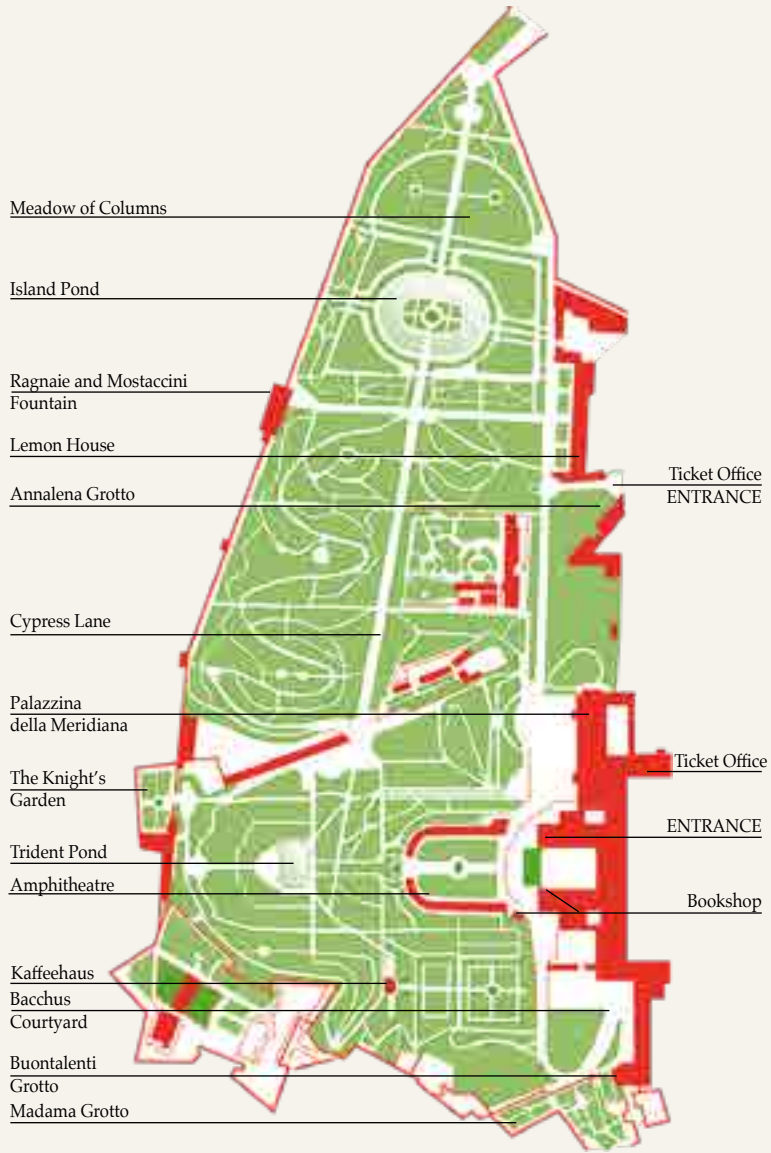 Meadow of Columns
Island Pond
Ragnaie and Mostaccini
Fountain
Lemon House
Annalena Grotto
Cypress Lane
Palazzina
della Meridiana
The Knight's
Garden
Trident Pond
Amphitheatre
Kaffeehaus
Bacchus
Courtyard
Buontalenti
Grotto
Madama Grotto
Ticket Office
ENTRANCE
Ticket Office
ENTRANCE
Bookshop